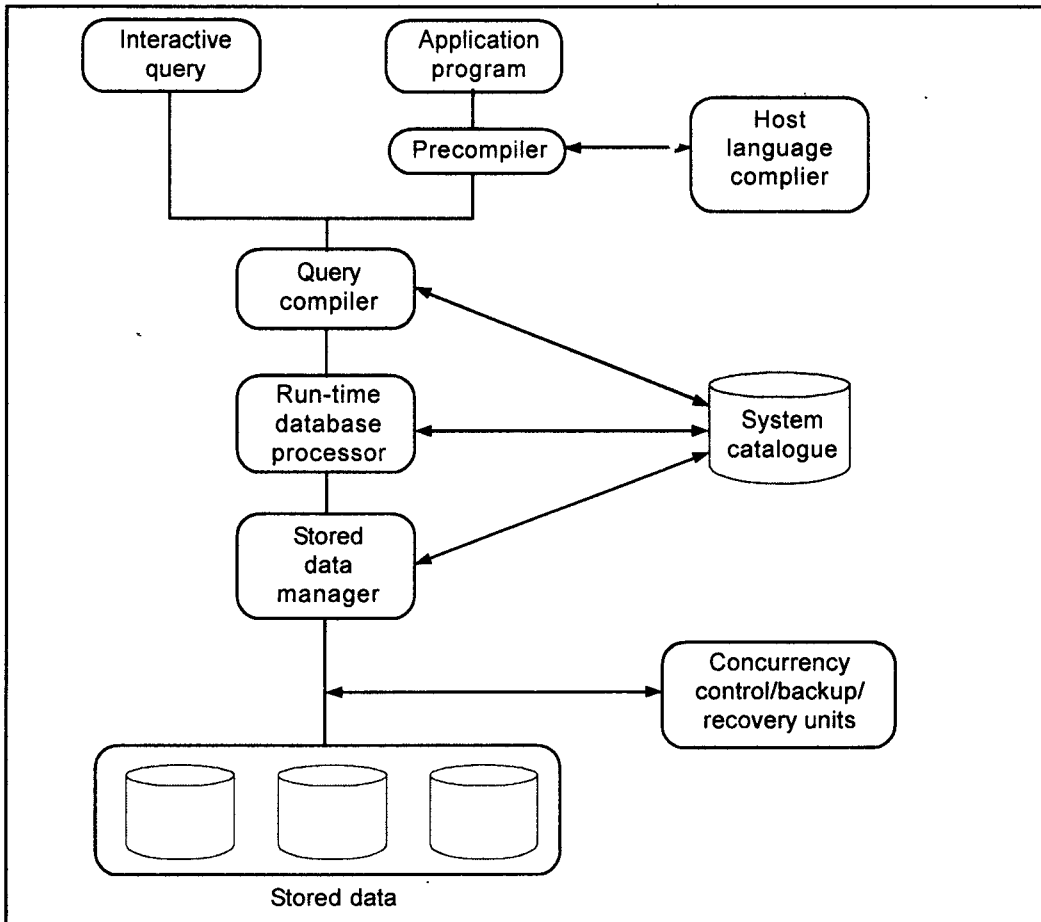 Interactive
query
Application
program
Precompiler
Host
language
complier
Query
compiler
Run-time
database
processor
System
catalogue
Stored
data
manager
Concurrency
control/backup/
recovery units
Stored data